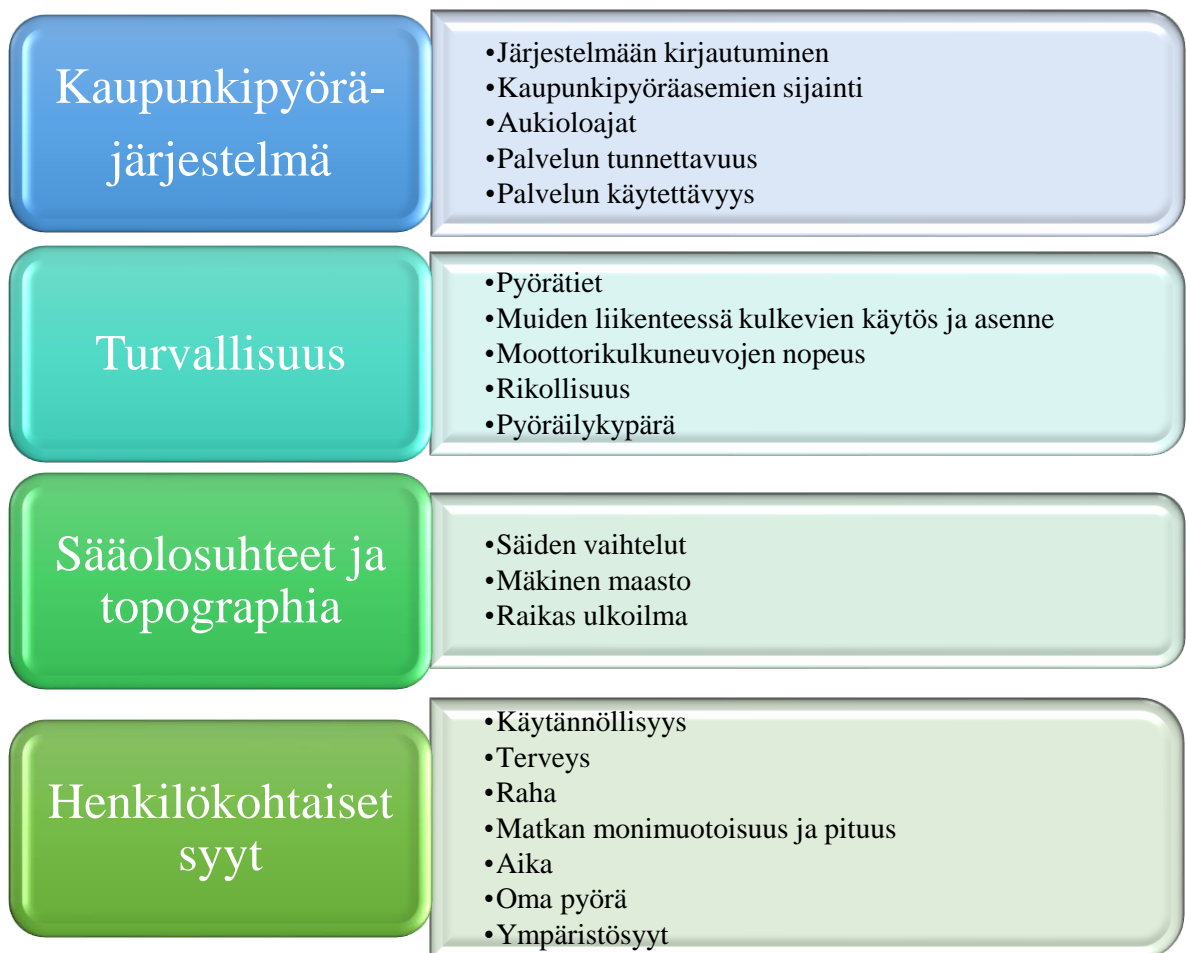 Kaupunkipyörä-
järjestelmä
•Järjestelmään kirjautuminen
•Kaupunkipyöräasemien sijainti
•Aukioloajat
•Palvelun tunnettavuus
•Palvelun käytettävyys
Turvallisuus
•Pyörätiet
•Muiden liikenteessä kulkevien käytös ja asenne
•Moottorikulkuneuvojen nopeus
•Rikollisuus
•Pyöräilykypärä
Sääolosuhteet ja
topographia
•Säiden vaihtelut
•Mäkinen maasto
•Raikas ulkoilma
Henkilökohtaiset
syyt
•Käytännöllisyys
•Terveys
•Raha
•Matkan monimuotoisuus ja pituus
•Aika
•Oma pyörä
•Ympäristösyyt